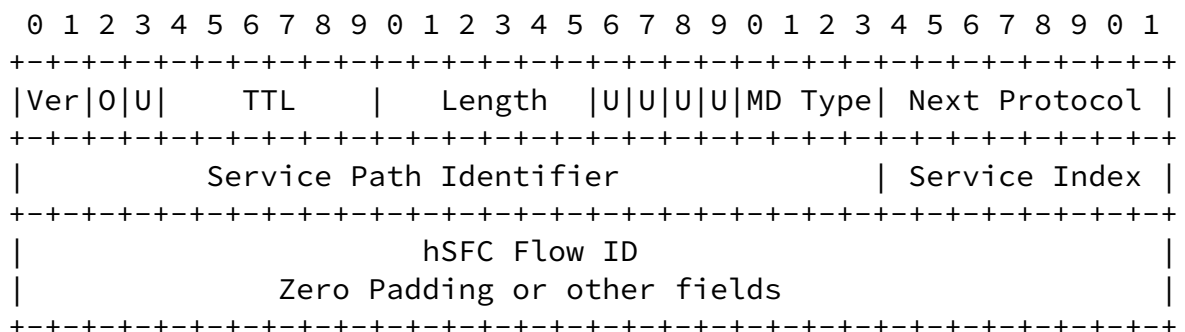 0 1 2 3 4 5 6 7 8 9 0 1 2 3 4 5 6 7 8 9 0 1 2 3 4 5 6 7 8 9 0 1
+-+-+-+-+-+-+-+-+-+-+-+-+-+-+-+-+-+-+-+-+-+-+-+-+-+-+-+-+-+-+-+-+
|Ver|O|U|    TTL    |   Length  |U|U|U|U|MD Type| Next Protocol |
+-+-+-+-+-+-+-+-+-+-+-+-+-+-+-+-+-+-+-+-+-+-+-+-+-+-+-+-+-+-+-+-+
|          Service Path Identifier              | Service Index |
+-+-+-+-+-+-+-+-+-+-+-+-+-+-+-+-+-+-+-+-+-+-+-+-+-+-+-+-+-+-+-+-+
|                      hSFC Flow ID                             |
|              Zero Padding or other fields                     |
+-+-+-+-+-+-+-+-+-+-+-+-+-+-+-+-+-+-+-+-+-+-+-+-+-+-+-+-+-+-+-+-+